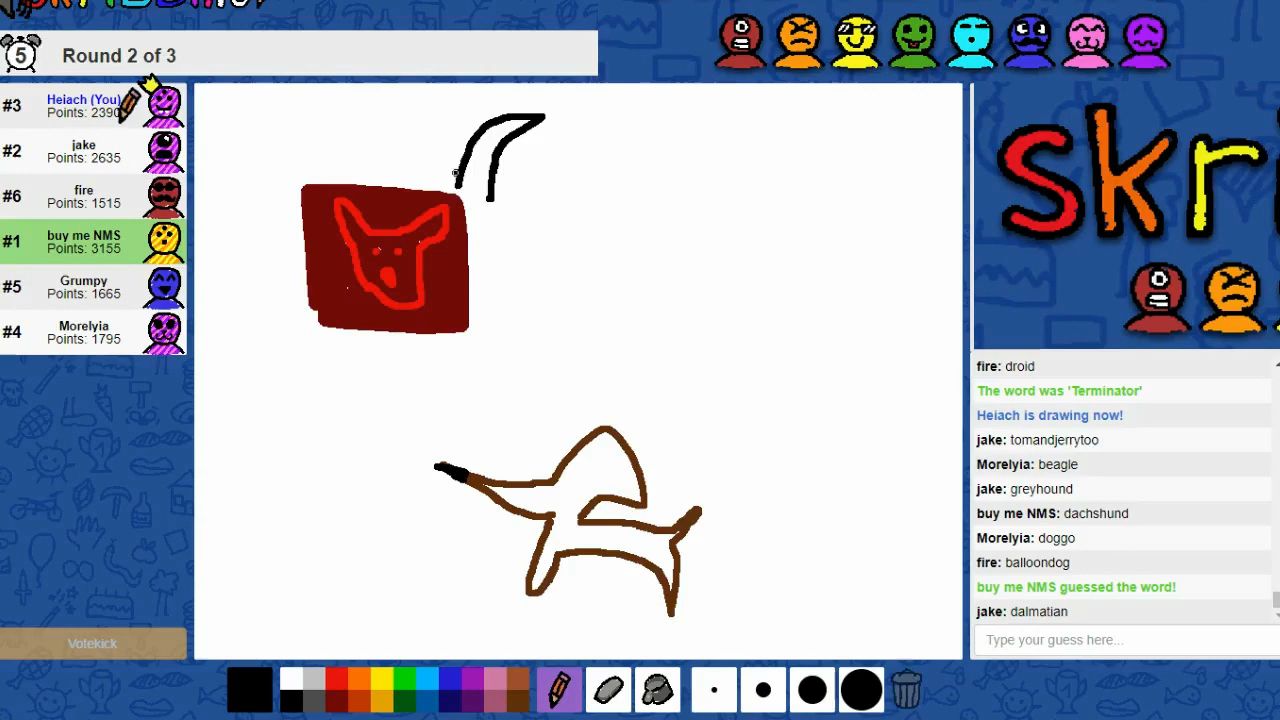 5
Round 2 of 3
#3
Heiach (You)
Points: 2390
#2
jake
Points: 2635
#6
fire
Points: 1515
#1
buy me NMS
Points: 3155
#5
Grumpy
Points: 1665
#4
Morelyia
Points: 1795
Votekick
skr
fire: droid
The word was 'Terminator'
Heiach is drawing now!
jake: tomandjerrytoo
Morelyia: beagle
jake: greyhound
buy me NMS: dachshund
Morelyia: doggo
fire: balloondog
buy me NMS guessed the word!
jake: dalmatian
Type your guess here...